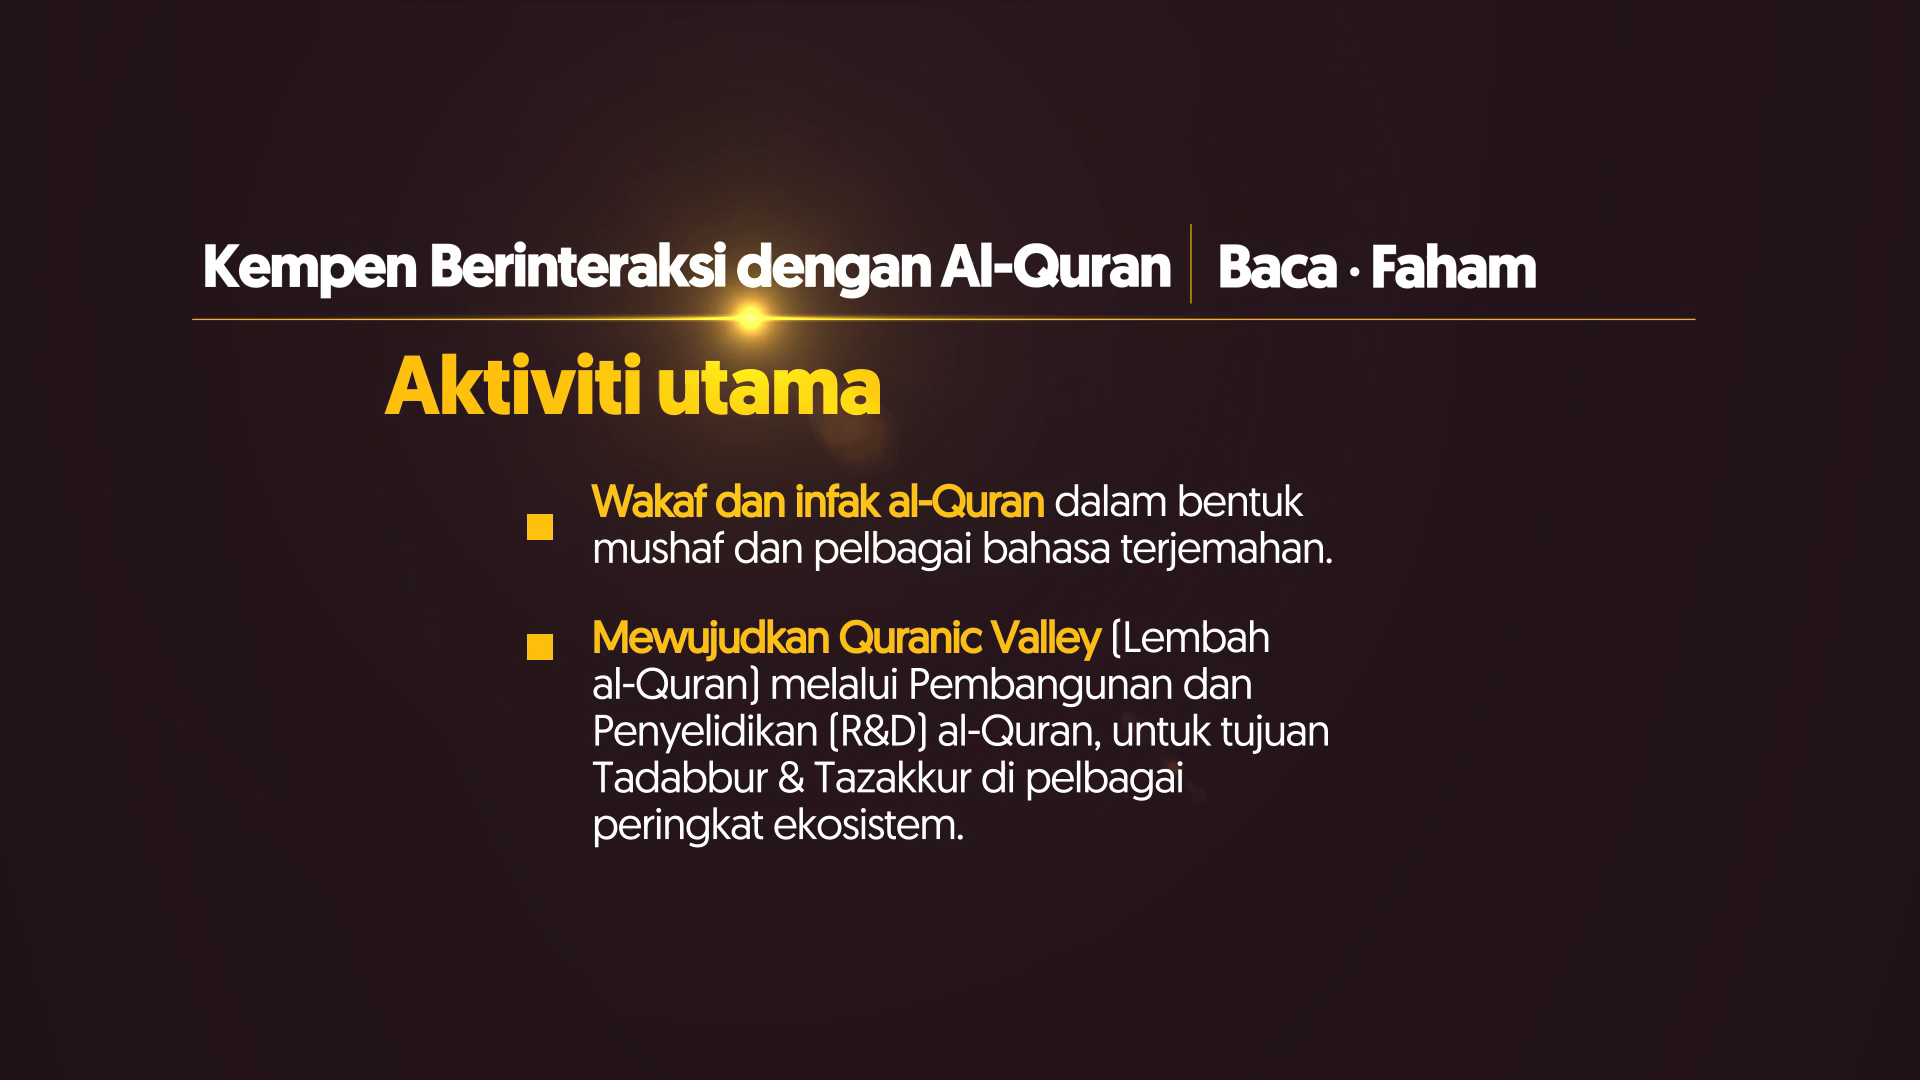 Kempen Berinteraksi dengan Al-Quran Baca · Faham
Aktiviti utama
Wakaf dan infak al-Quran dalam bentuk
mushaf dan pelbagai bahasa terjemahan.
Mewujudkan Quranic Valley (Lembah
al-Quran) melalui Pembangunan dan
Penyelidikan (R&D) al-Quran, untuk tujuan
Tadabbur & Tazakkur di pelbagai
peringkat ekosistem.